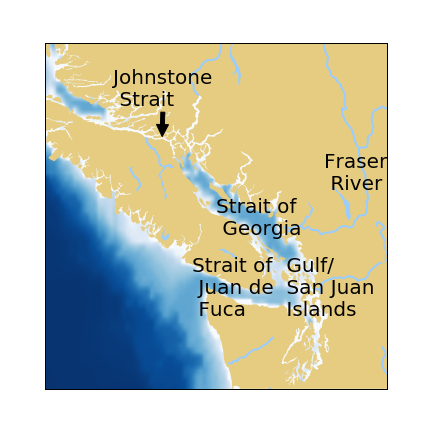 Johnstone
Strait
Fraser
River
Strait of
Georgia
Strait of
Juan de
Fuca
Gulf/
San Juan
Islands